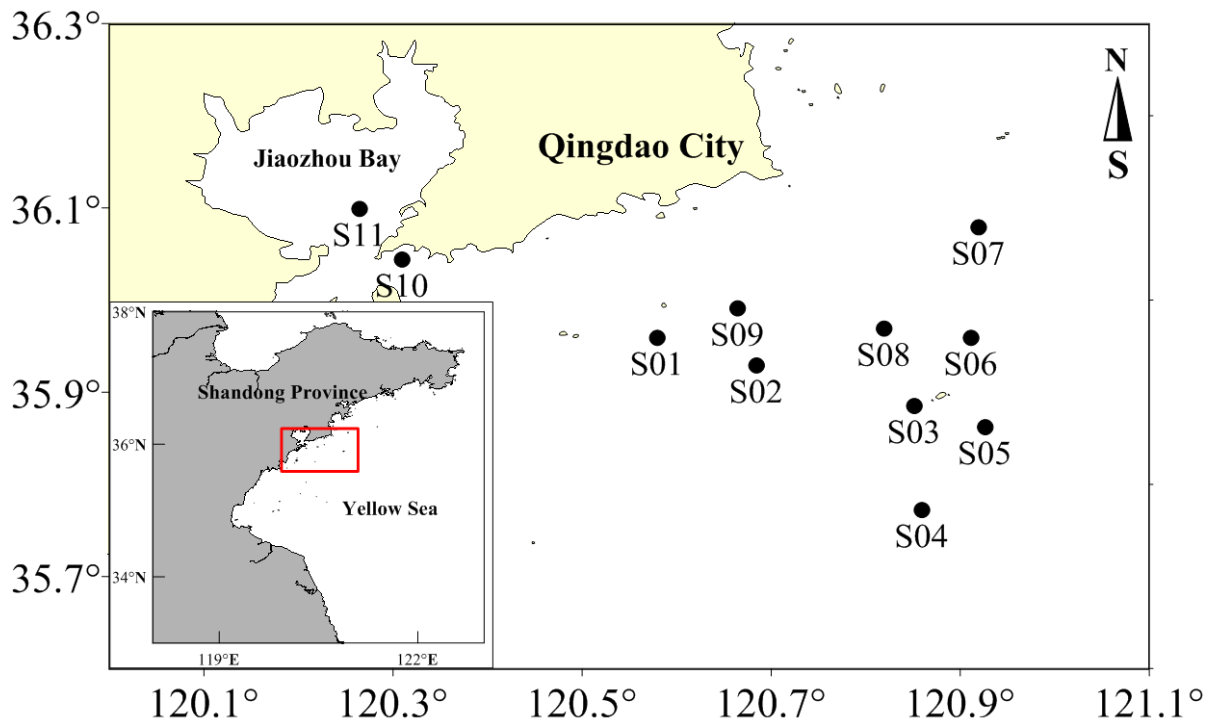 36.3°
N
S
Qingdao City
Jiaozhou Bay
36.1°
S11
S07
S10
38°N
S09
S01
S08
S06
S02
35.9°
Shandong Province
S03
S05
36°N
Yellow Sea
S04
35.7°
34°N
119°E
122°E
120.1°
120.3°
120.5°
120.7°
120.9°
121.1°